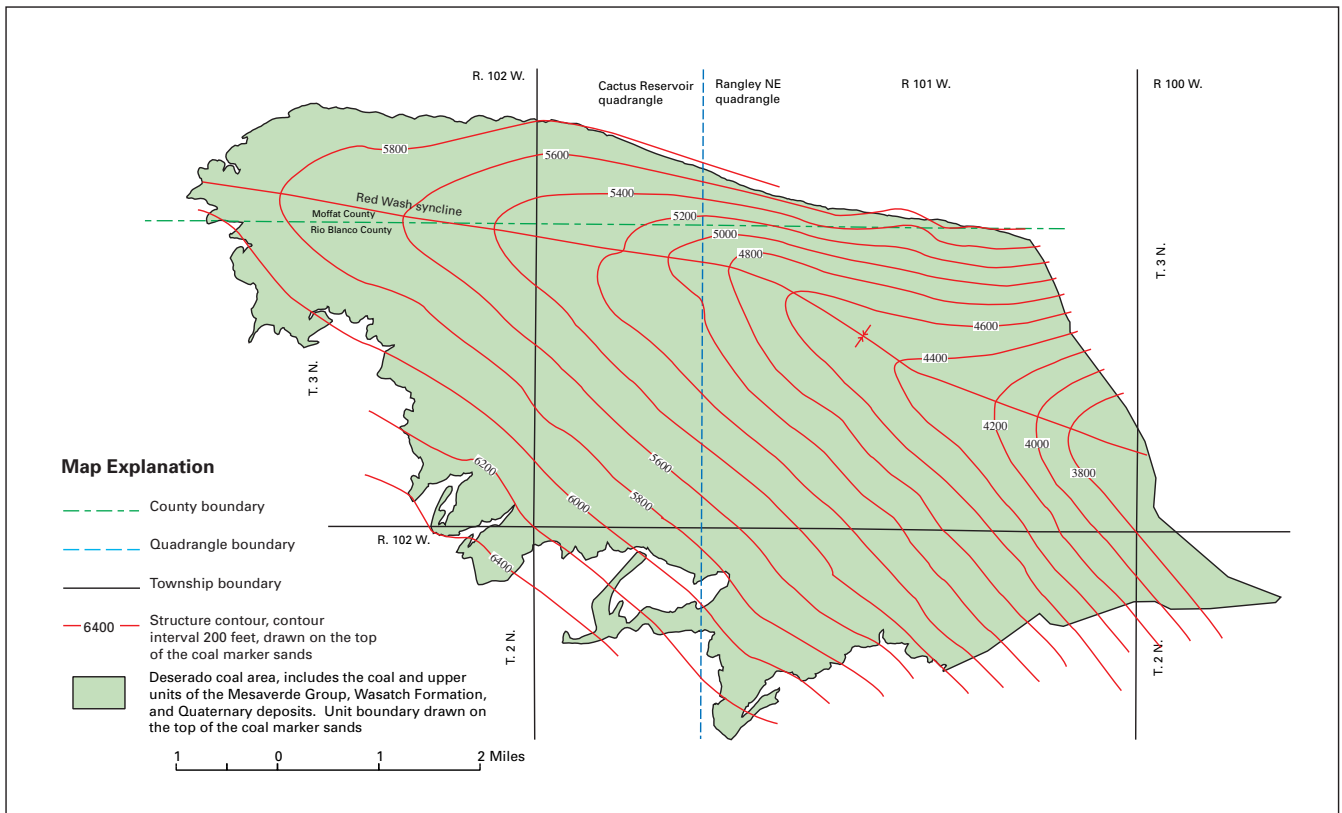 R. 102 W.
Cactus Reservoir
quadrangle
Rangley NE
quadrangle
R 101 W.
R 100 W.
5800
5600
5400
5200
5000
4800
4600
4400
4200
4000
3800
Red Wash syncline
Moffat County
Rio Blanco County
T. 3 N.
T. 3 N.
6200
6000
5800
5600
6400
R. 102 W.
T. 2 N.
T. 2 N.
Map Explanation
County boundary
Quadrangle boundary
Township boundary
6400
Structure contour, contour
interval 200 feet, drawn on the top
of the coal marker sands
Deserado coal area, includes the coal and upper
units of the Mesaverde Group, Wasatch Formation,
and Quaternary deposits. Unit boundary drawn on
the top of the coal marker sands
1 0 1 2 Miles